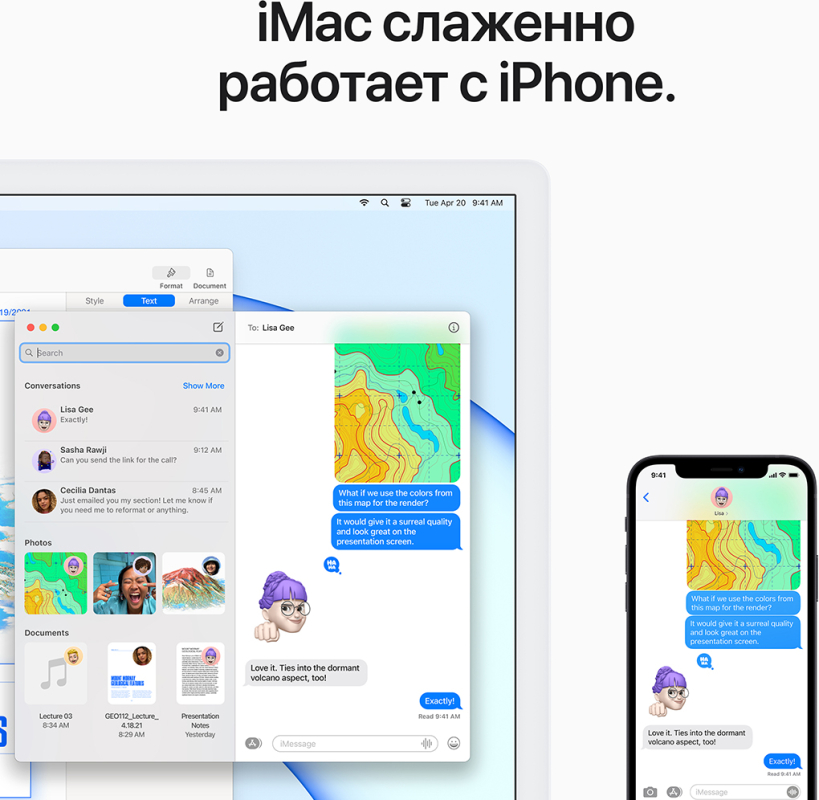 iMac слаженно
работает с iPhone.
Tue Apr 20 9:41 AM
Format Document
Style Text Arrange
Search
Conversations Show More
Lisa Gee 9:41 AM
Exactly!
Sasha Rawji 9:12 AM
Can you send the link for the call?
Cecilia Dantas 8:45 AM
Just emailed you my section! Let me know if
you need me to reformat or anything.
Photos
Documents
Lecture 03
8:34 AM
GEO112_Lecture_
4.18.21
8:29 AM
Presentation
Notes
Yesterday
To: Lisa Gee
What if we use the colors from
this map for the render?
It would give it a surreal quality
and look great on the
presentation screen.
HA
HA
Love it. Ties into the dormant
volcano aspect, too!
Exactly!
Read 9:41 AM
iMessage
9:41
Lisa
What if we use the colors from
this map for the render?
It would give it a surreal quality
and look great on the
presentation screen.
HA
HA
Love it. Ties into the dormant
volcano aspect, too!
Exactly!
Read 9:41 AM
iMessage